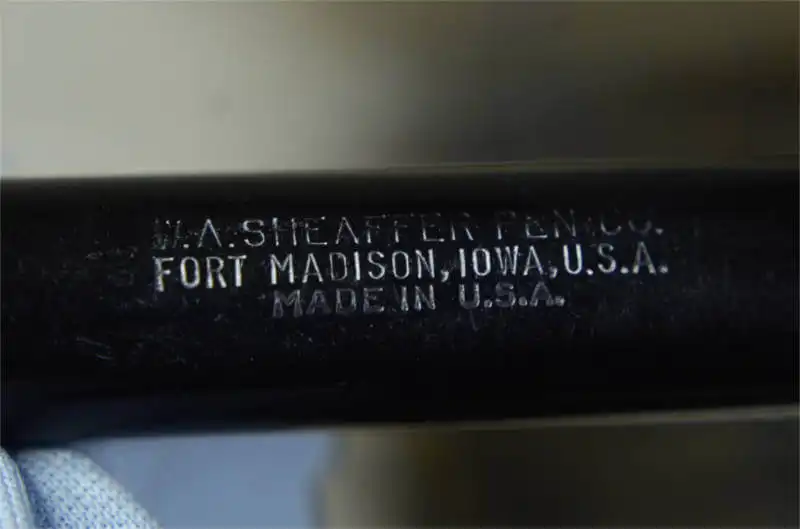 W.A. SHEAFFER PEN CO.
FORT MADISON, IOWA, U.S.A.
MADE IN U.S.A.